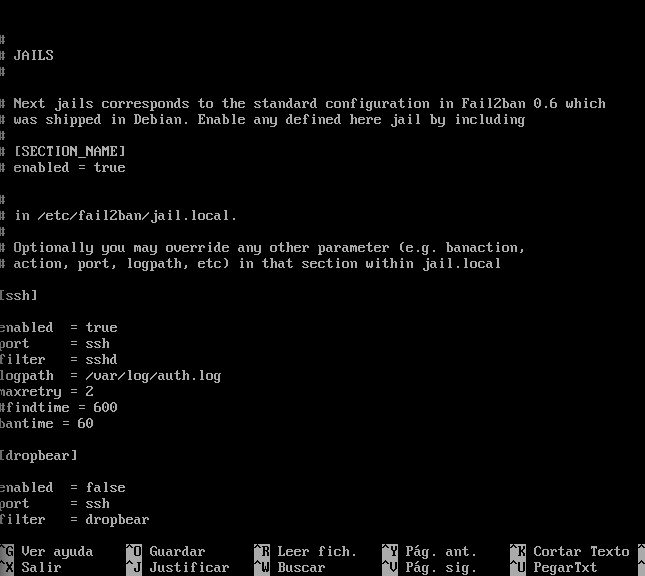 #
# JAILS
#
# Next jails corresponds to the standard configuration in Fail2ban 0.6 which
# was shipped in Debian. Enable any defined here jail by including
#
# [SECTION_NAME]
# enabled = true
#
# in /etc/fail2ban/jail.local.
#
# Optionally you may override any other parameter (e.g. banaction,
# action, port, logpath, etc) in that section within jail.local
[ssh]
enabled  = true
port     = ssh
filter   = sshd
logpath  = /var/log/auth.log
maxretry = 2
#findtime = 600
bantime = 60
[dropbear]
enabled  = false
port     = ssh
filter   = dropbear
^G Ver ayuda ^O Guardar ^R Leer fich. ^Y Pág. ant. ^K Cortar Texto ^
^X Salir ^J Justificar ^W Buscar ^V Pág. sig. ^U PegarTxt ^